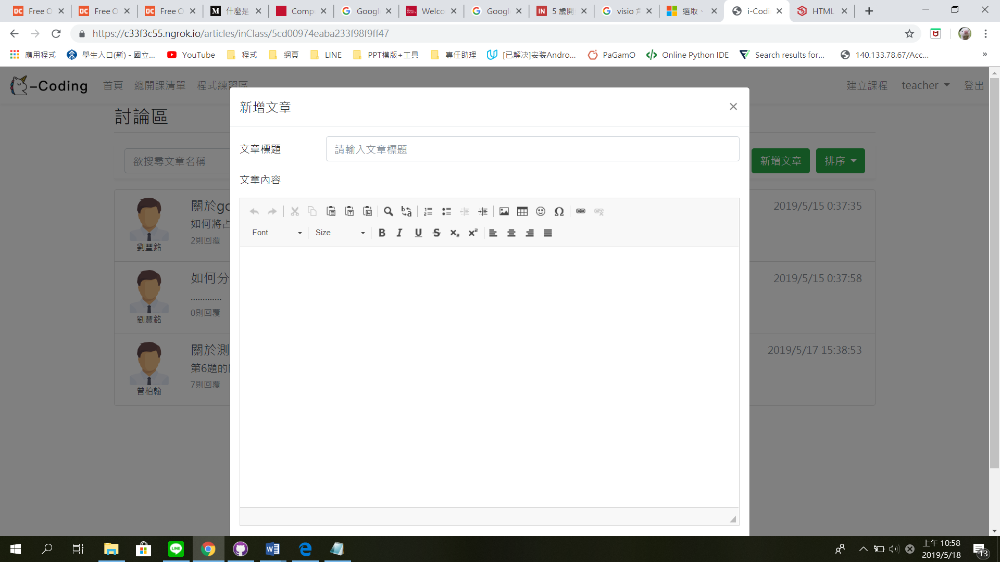 Free O
Free O
Free O
什麼是
Comp
Google
Welco
Google
5 歲開
visio
選取、
i-Codi
HTML
https://c33f3c55.ngrok.io/articles/inClass/5cd00974eaba233f98f9ff47
應用程式 學生入口(新) - 國立... YouTube 程式 網頁 LINE PPT模版+工具 專任助理 [已解决]安装Andro... PaGamO Online Python IDE Search results for... 140.133.78.67/Acc... »
-Coding 首頁 總開課清單 程式練習區 建立課程 teacher 登出
討論區
欲搜尋文章名稱
新增文章 排序
關於go
如何將占
2則回覆
劉豐銘
2019/5/15 0:37:35
如何分
.............
0則回覆
劉豐銘
2019/5/15 0:37:58
關於測
第6題的
7則回覆
曾柏翰
2019/5/17 15:38:53
新增文章 ×
文章標題 請輸入文章標題
文章內容
Font Size B I U S x₂ x²
上午 10:58
2019/5/18
13